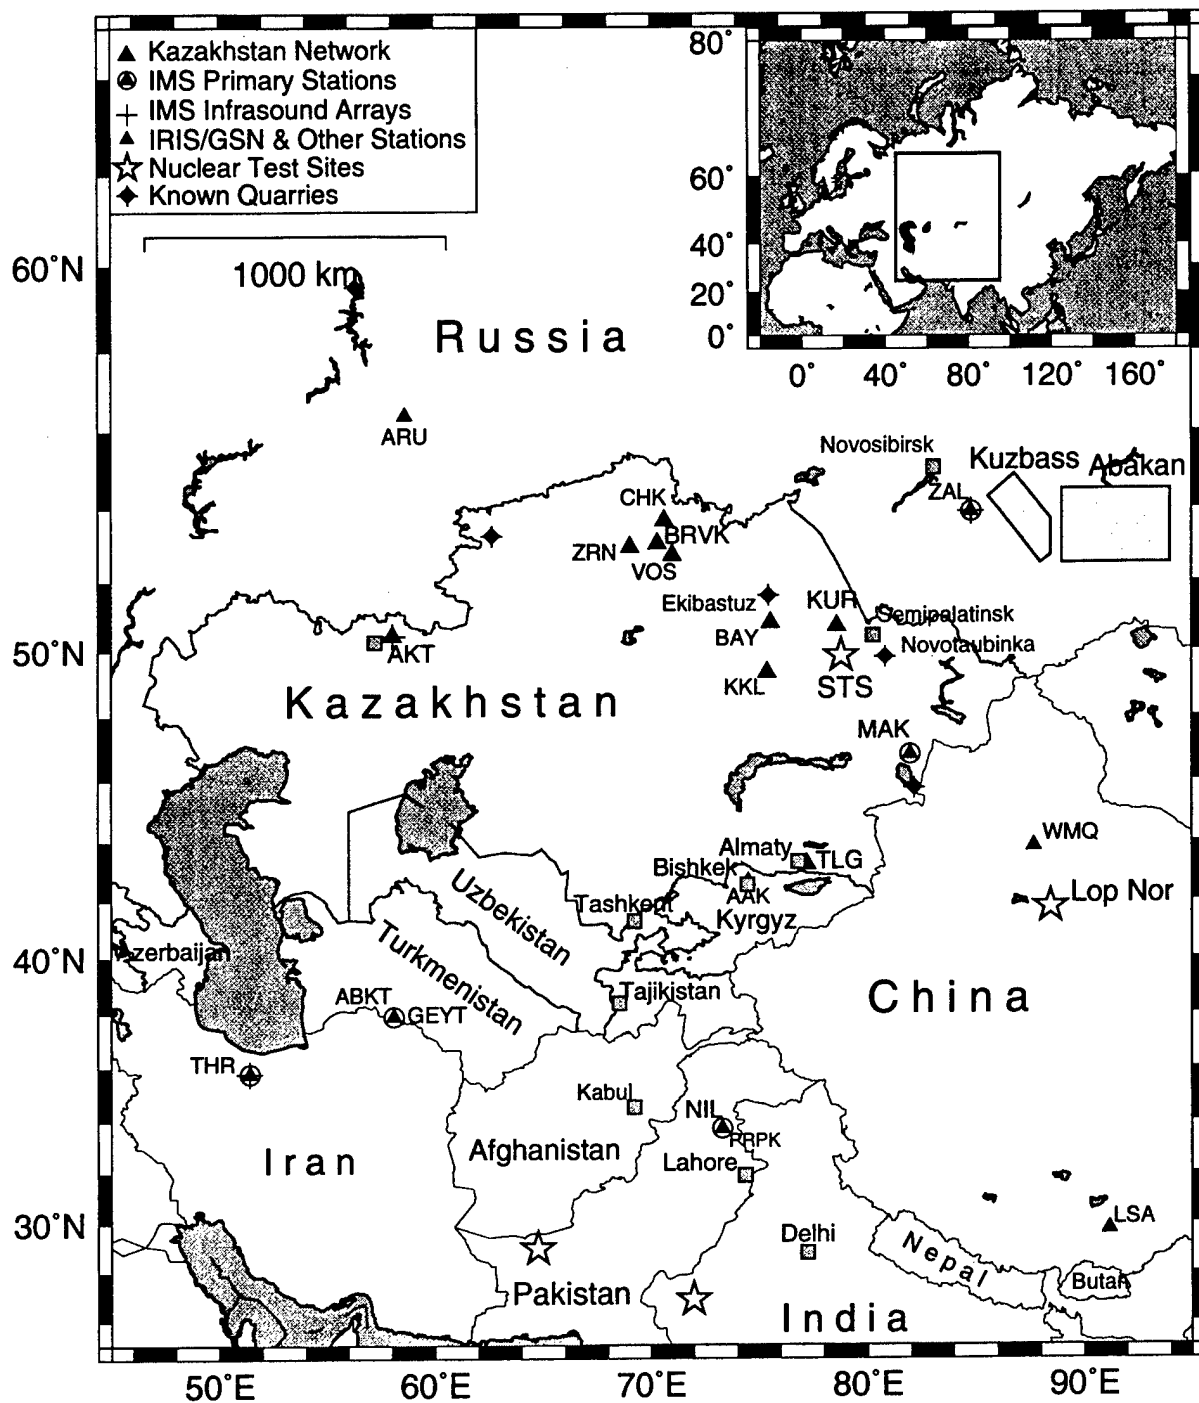 Kazakhstan Network
IMS Primary Stations
IMS Infrasound Arrays
IRIS/GSN & Other Stations
Nuclear Test Sites
Known Quarries
1000 km
80°
60°
40°
20°
0°
0° 40° 80° 120° 160°
60°N
Russia
ARU
Novosibirsk
Kuzbass
Abakan
ZAL
CHK
BRVK
ZRN
VOS
Ekibastuz
KUR
Semipalatinsk
BAY
Novotaubinka
50°N
AKT
KKL
STS
Kazakhstan
MAK
WMQ
Almaty
TLG
Bishkek
AAK
Lop Nor
Uzbekistan
Tashkent
Kyrgyz
Turkmenistan
Azerbaijan
40°N
Tajikistan
China
ABKT
GEYT
THR
Kabul
NIL
PRPK
Afghanistan
Lahore
Iran
LSA
30°N
Delhi
Nepal
Butan
Pakistan
India
50°E 60°E 70°E 80°E 90°E